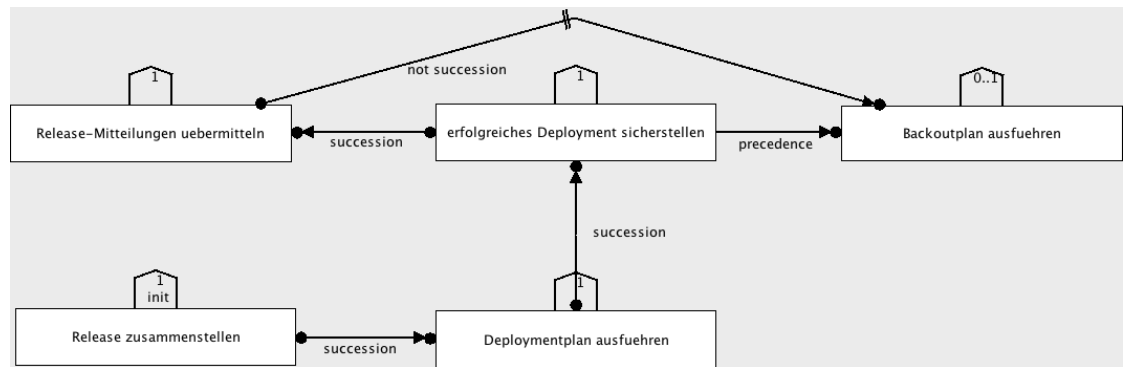 not succession
1
1
0..1
Release-Mitteilungen uebermitteln
erfolgreiches Deployment sicherstellen
Backoutplan ausfuehren
succession
precedence
succession
1
init
1
Release zusammenstellen
Deploymentplan ausfuehren
succession